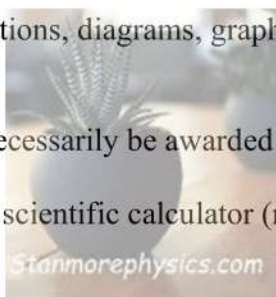 tions, diagrams, graph
ecessarily be awarded
scientific calculator (
Stanmorephysics.com